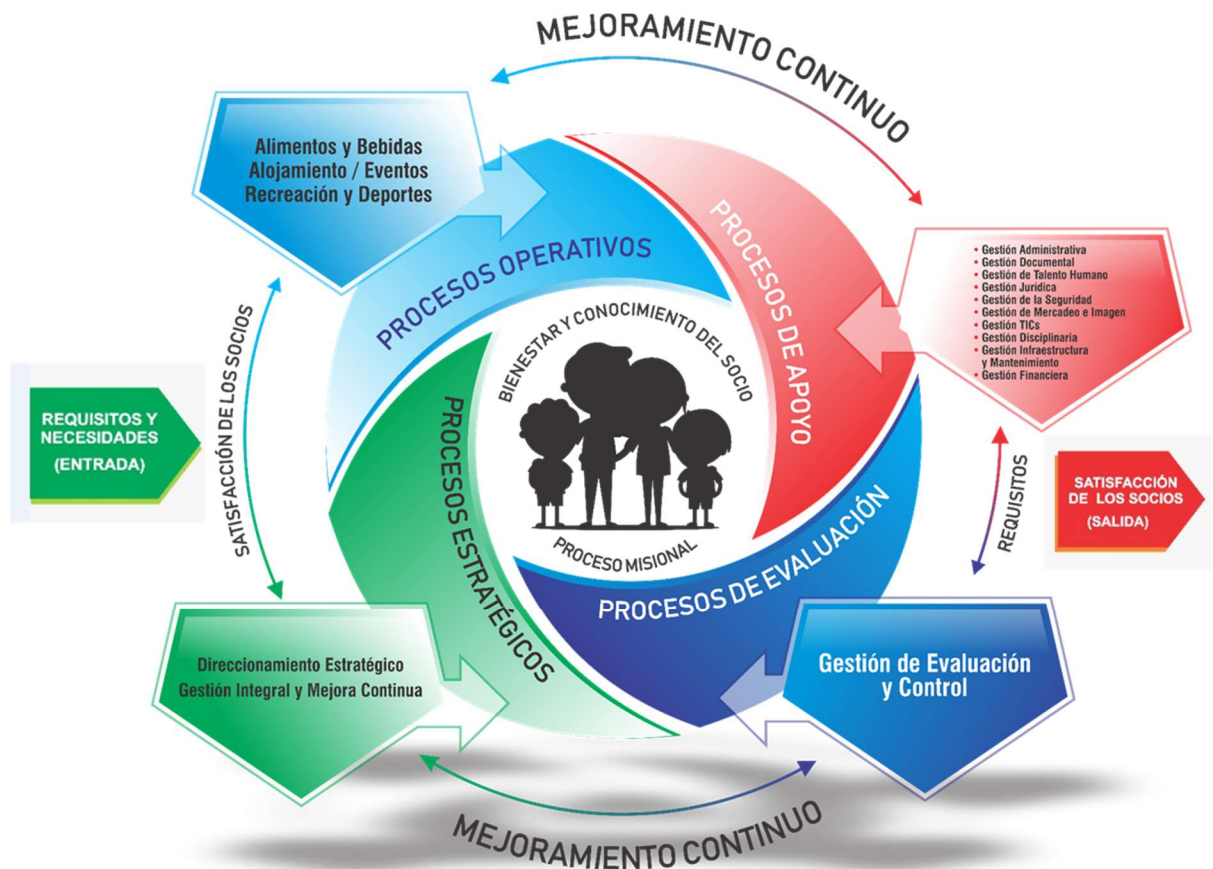 MEJORAMIENTO CONTINUO
Alimentos y Bebidas
Alojamiento / Eventos
Recreación y Deportes
PROCESOS OPERATIVOS
PROCESOS DE APOYO
• Gestión Administrativa
• Gestión Documental
• Gestión de Talento Humano
• Gestión Jurídica
• Gestión de la Seguridad
• Gestión de Mercadeo e Imagen
• Gestión TICs
• Gestión Disciplinaria
• Gestión Infraestructura
y Mantenimiento
• Gestión Financiera
BIENESTAR Y CONOCIMIENTO DEL SOCIO
PROCESO MISIONAL
SATISFACCIÓN DE LOS SOCIOS
REQUISITOS Y
NECESIDADES
(ENTRADA)
REQUISITOS
SATISFACCIÓN
DE LOS SOCIOS
(SALIDA)
PROCESOS ESTRATÉGICOS
PROCESOS DE EVALUACIÓN
Direccionamiento Estratégico
Gestión Integral y Mejora Continua
Gestión de Evaluación
y Control
MEJORAMIENTO CONTINUO